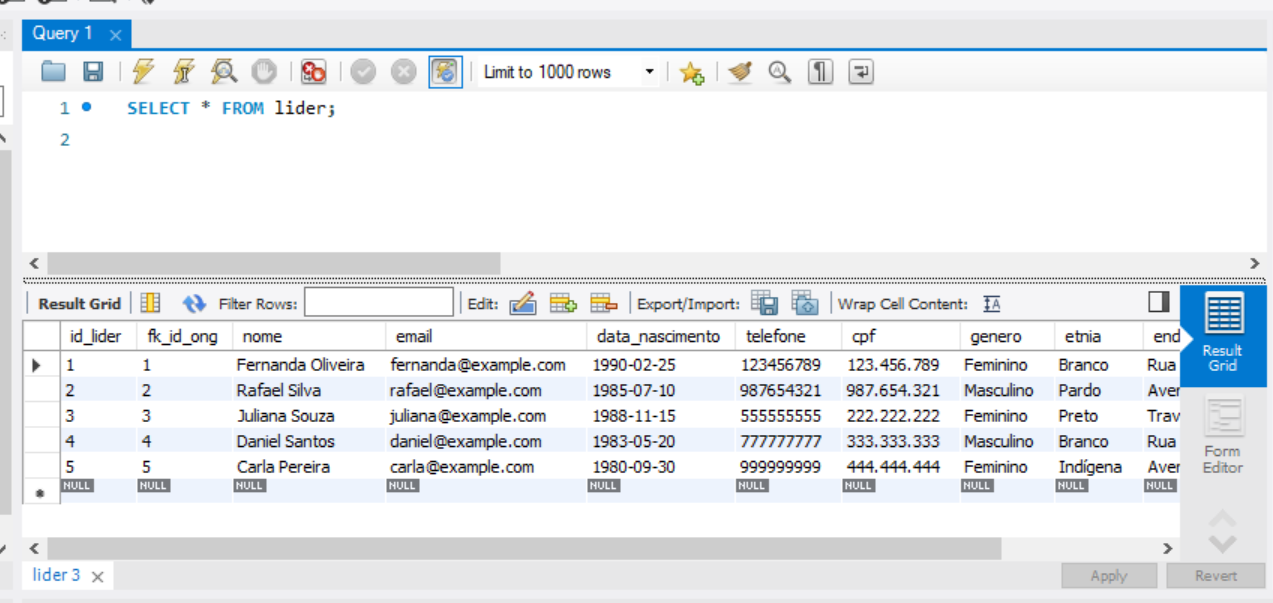 Query 1
Limit to 1000 rows
1 SELECT * FROM lider;
2
Result Grid Filter Rows: Edit: Export/Import: Wrap Cell Content:
id_lider fk_id_ong nome email data_nascimento telefone cpf genero etnia end
1 1 Fernanda Oliveira fernanda@example.com 1990-02-25 123456789 123.456.789 Feminino Branco Rua
2 2 Rafael Silva rafael@example.com 1985-07-10 987654321 987.654.321 Masculino Pardo Aver
3 3 Juliana Souza juliana@example.com 1988-11-15 555555555 222.222.222 Feminino Preto Trav
4 4 Daniel Santos daniel@example.com 1983-05-20 777777777 333.333.333 Masculino Branco Rua
5 5 Carla Pereira carla@example.com 1980-09-30 999999999 444.444.444 Feminino Indígena Aver
NULL NULL NULL NULL NULL NULL NULL NULL NULL NULL
Result
Grid
Form
Editor
lider 3
Apply Revert